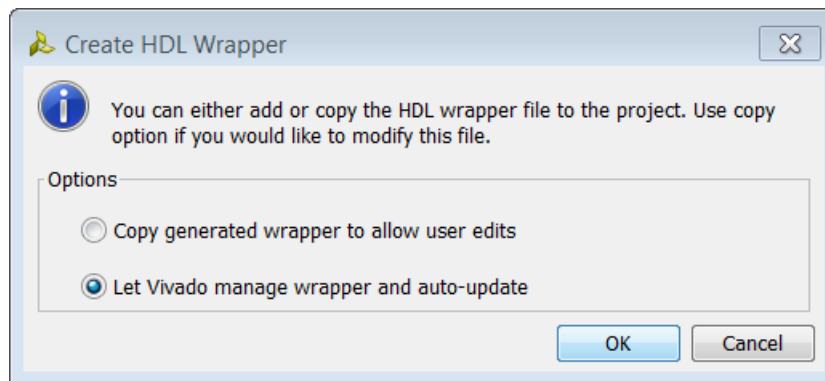 Create HDL Wrapper
You can either add or copy the HDL wrapper file to the project. Use copy
option if you would like to modify this file.
Options
Copy generated wrapper to allow user edits
Let Vivado manage wrapper and auto-update
OK
Cancel